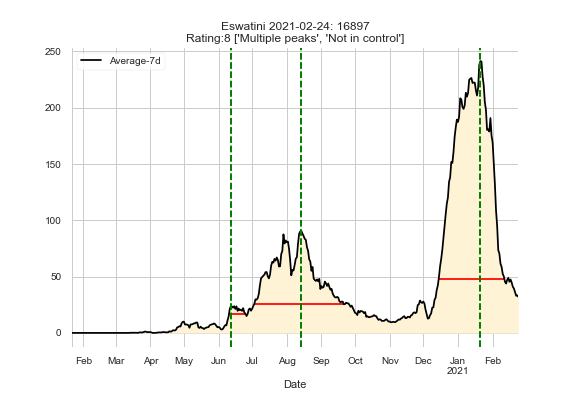 Eswatini 2021-02-24: 16897
Rating:8 ['Multiple peaks', 'Not in control']
250
Average-7d
200
150
100
50
0
Feb Mar Apr May Jun Jul Aug Sep Oct Nov Dec Jan Feb
2021
Date